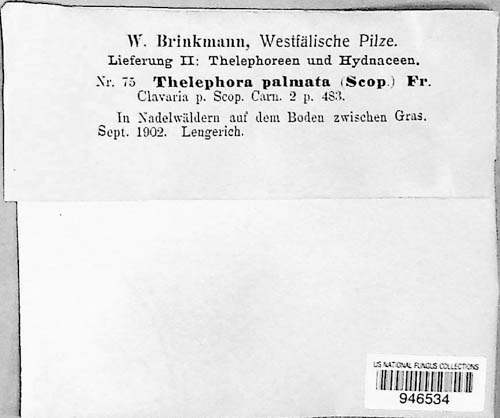 W. Brinkmann, Westfälische Pilze.
Lieferung II: Thelephoreen und Hydnaceen.
Nr. 75 Thelephora palmata (Scop.) Fr.
Clavaria p. Scop. Carn. 2 p. 483.
In Nadelwäldern auf dem Boden zwischen Gras.
Sept. 1902. Lengerich.
US NATIONAL FUNGUS COLLECTIONS
946534